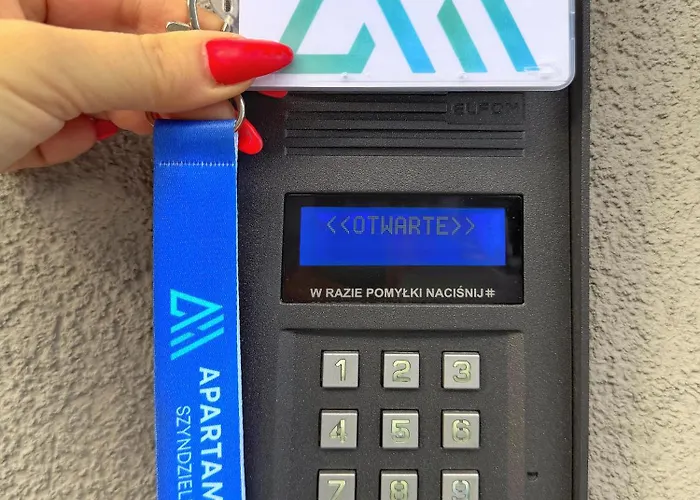 ELFON
<<OTWARTE>>
W RAZIE POMYŁKI NACIŚNIJ#
1 2 3
4 5 6
7 8 9
APARTAM
SZYNDZIEL